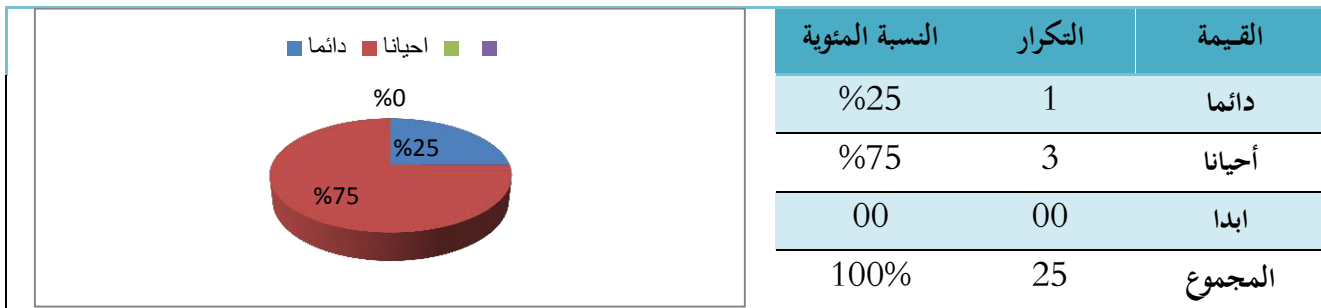 القيمة التكرار النسبة المئوية
دائما 1 %25
أحيانا 3 %75
ابدا 00 00
المجموع 25 100%
دائما احيانا
%0
%25
%75